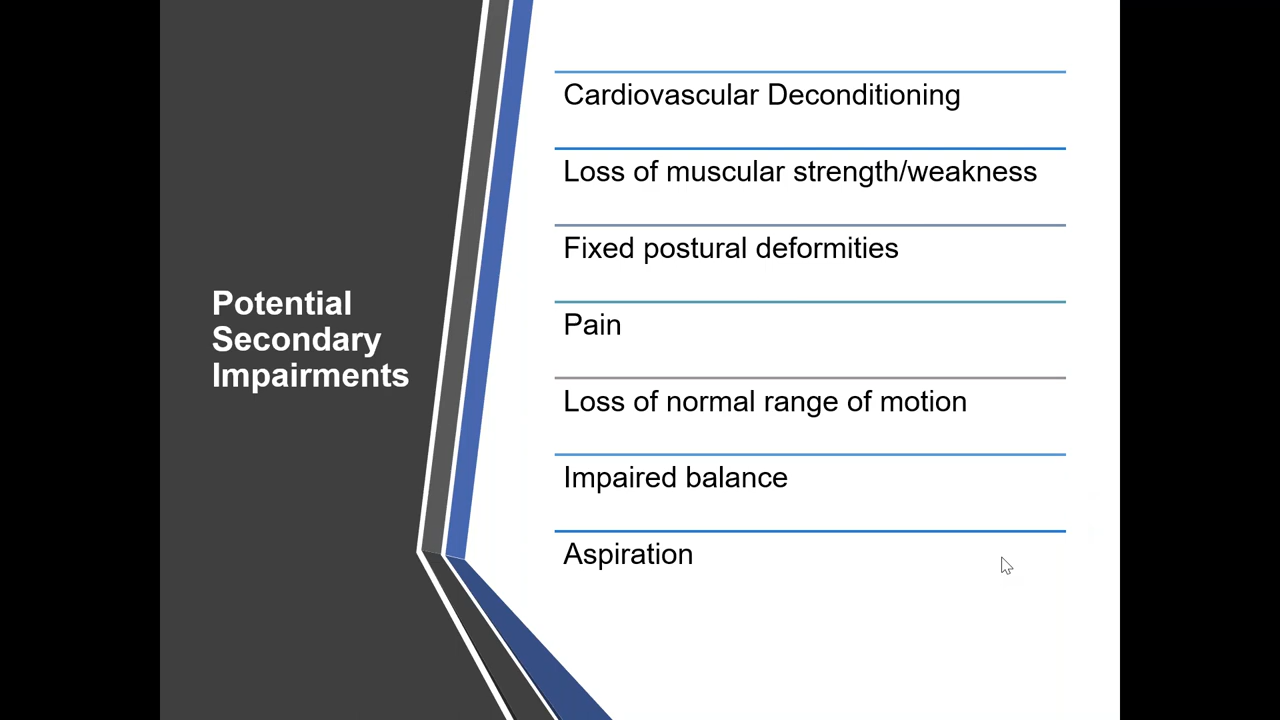 Potential
Secondary
Impairments
Cardiovascular Deconditioning
Loss of muscular strength/weakness
Fixed postural deformities
Pain
Loss of normal range of motion
Impaired balance
Aspiration